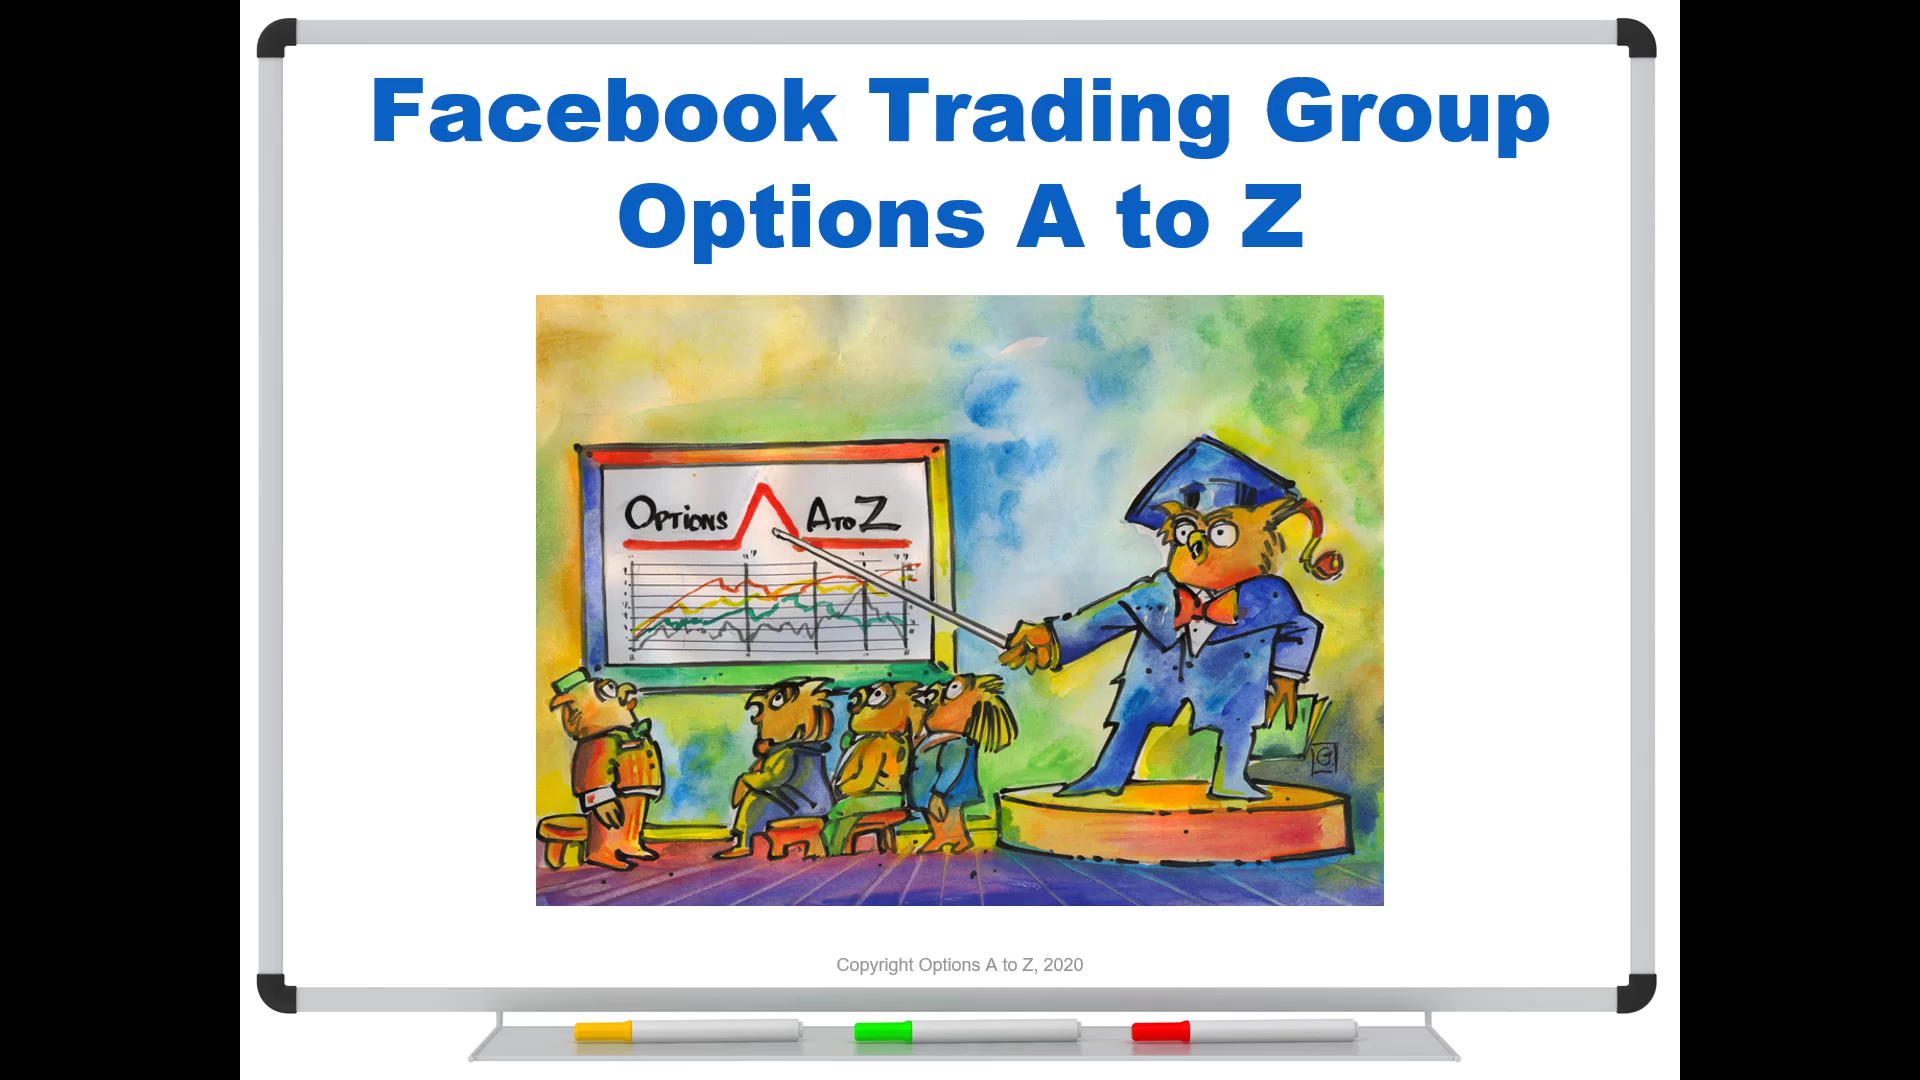 Facebook Trading Group
Options A to Z
OPTIONS A TO Z
G
Copyright Options A to Z, 2020